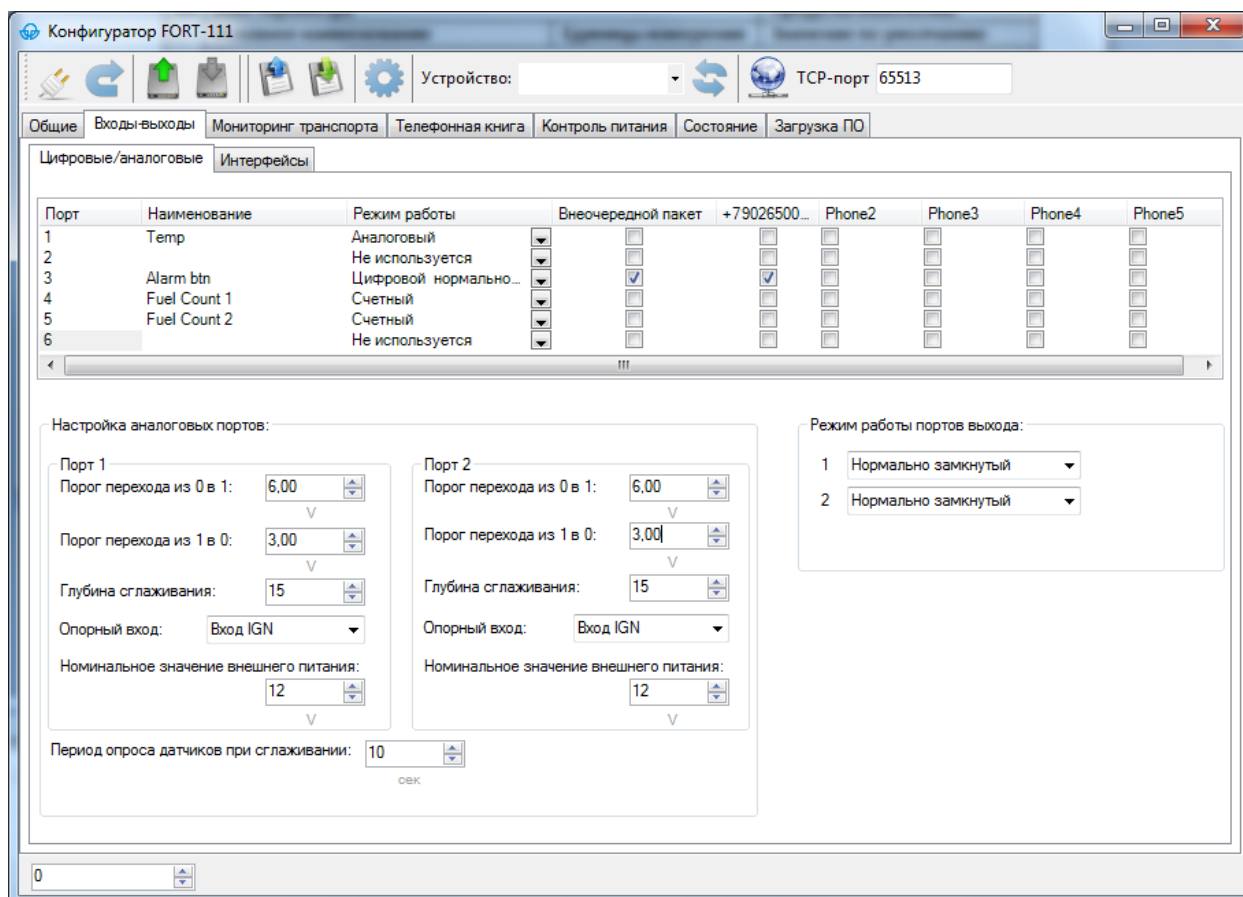 Конфигуратор FORT-111
Устройство: TCP-порт 65513
Общие Входы-выходы Мониторинг транспорта Телефонная книга Контроль питания Состояние Загрузка ПО
Цифровые/аналоговые Интерфейсы
Порт Наименование Режим работы Внеочередной пакет +79026500... Phone2 Phone3 Phone4 Phone5
1 Temp Аналоговый
2 Не используется
3 Alarm btn Цифровой нормально...
4 Fuel Count 1 Счетный
5 Fuel Count 2 Счетный
6 Не используется
Настройка аналоговых портов:
Порт 1
Порог перехода из 0 в 1: 6,00
V
Порог перехода из 1 в 0: 3,00
V
Глубина сглаживания: 15
Опорный вход: Вход IGN
Номинальное значение внешнего питания:
12
V
Порт 2
Порог перехода из 0 в 1: 6,00
V
Порог перехода из 1 в 0: 3,00
V
Глубина сглаживания: 15
Опорный вход: Вход IGN
Номинальное значение внешнего питания:
12
V
Период опроса датчиков при сглаживании: 10
сек
Режим работы портов выхода:
1 Нормально замкнутый
2 Нормально замкнутый
0